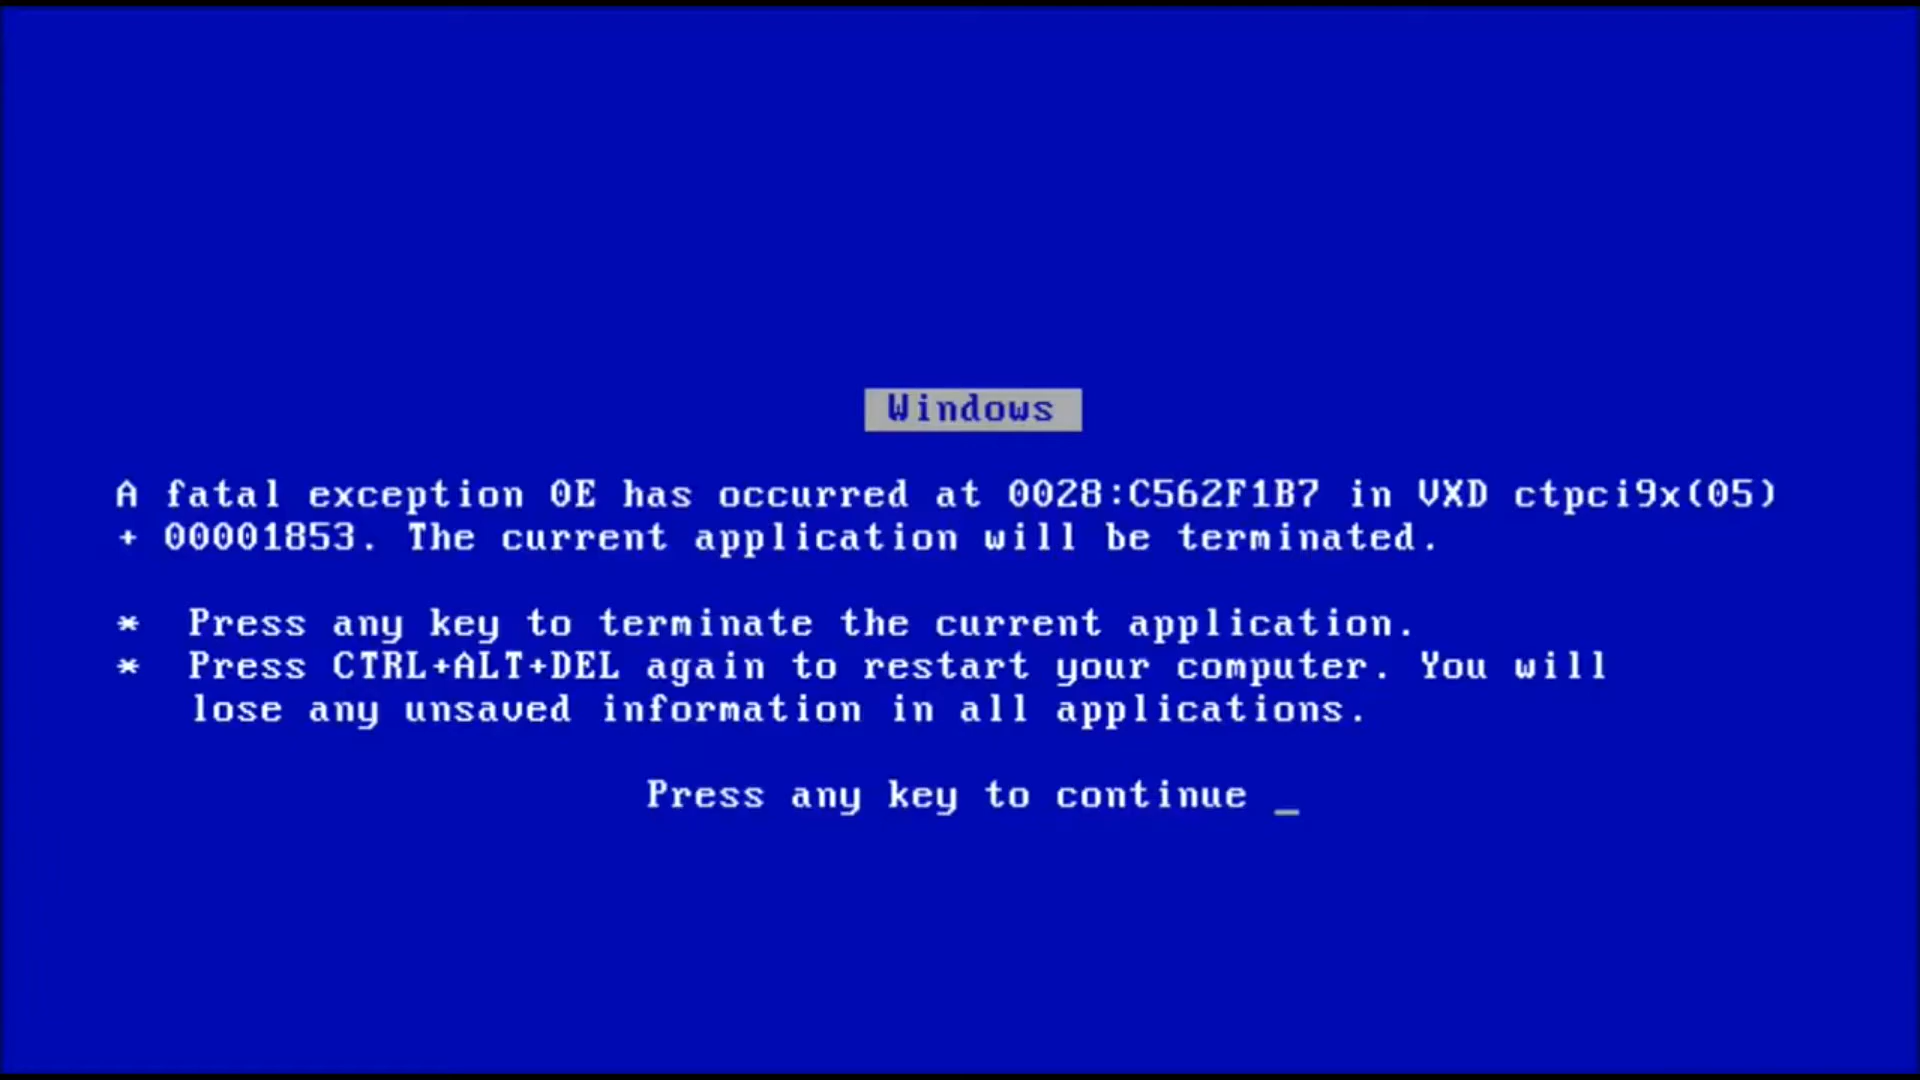 Windows
A fatal exception 0E has occurred at 0028:C562F1B7 in VXD ctpci9x(05)
+ 00001853. The current application will be terminated.
* Press any key to terminate the current application.
* Press CTRL+ALT+DEL again to restart your computer. You will
lose any unsaved information in all applications.
Press any key to continue _